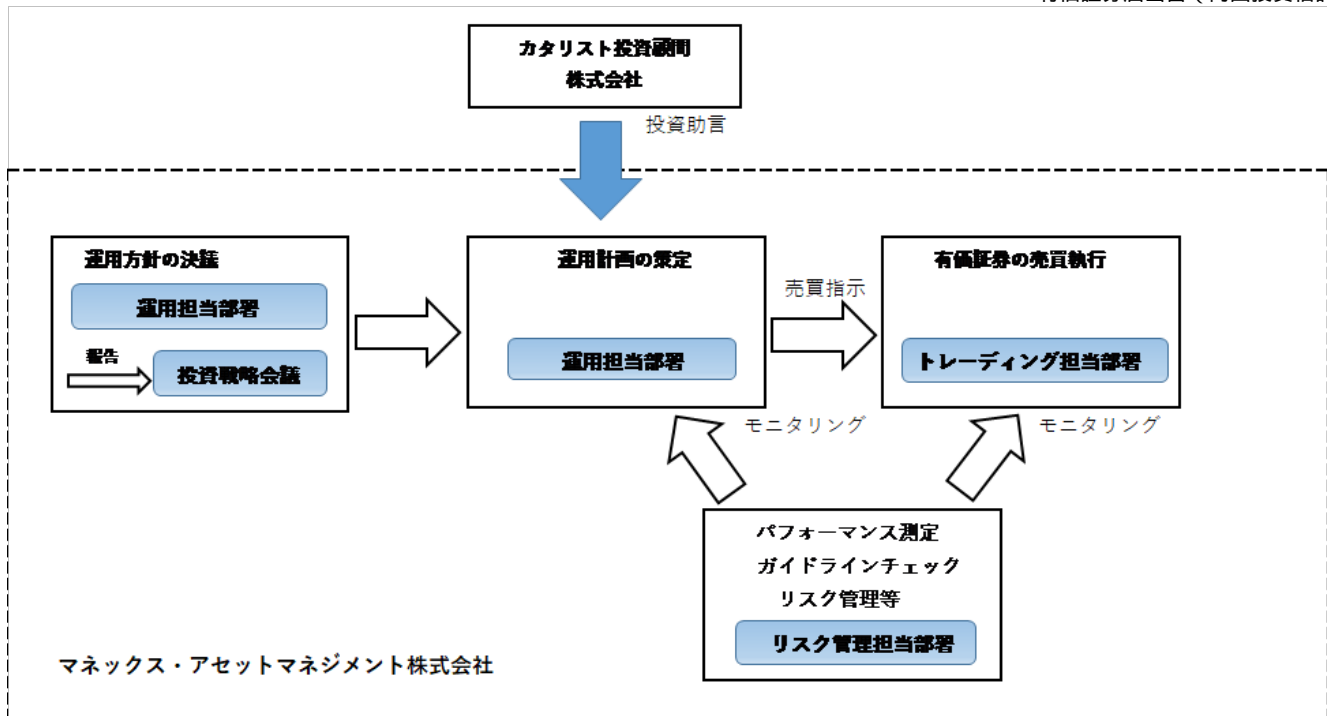 カタリスト投資顧問
株式会社
投資助言
運用方針の決議
運用担当部署
報告
投資戦略会議
運用計画の策定
運用担当部署
売買指示
有価証券の売買執行
トレーディング担当部署
モニタリング
モニタリング
パフォーマンス測定
ガイドラインチェック
リスク管理等
リスク管理担当部署
マネックス・アセットマネジメント株式会社